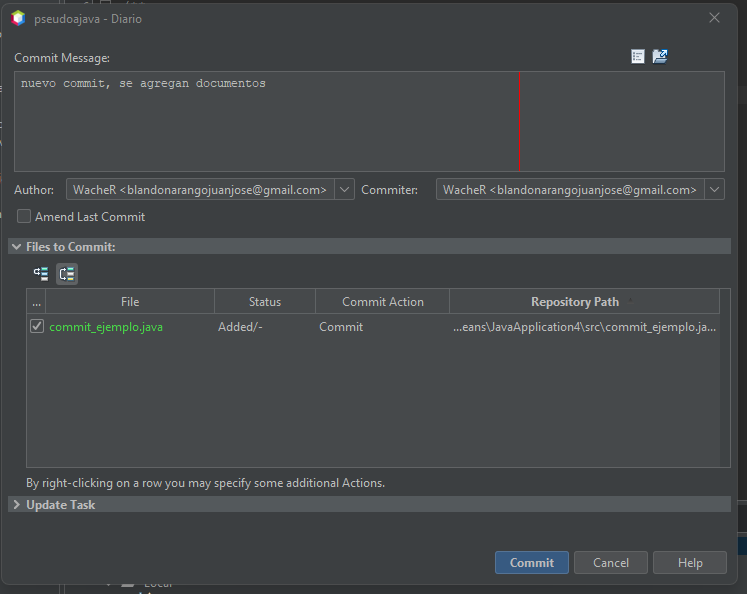 pseudoajava - Diario
Commit Message:
nuevo commit, se agregan documentos
Author: WacheR <blandonarangojuanjose@gmail.com> Commiter: WacheR <blandonarangojuanjose@gmail.com>
Amend Last Commit
Files to Commit:
... File Status Commit Action Repository Path
commit_ejemplo.java Added/- Commit ...eans\JavaApplication4\src\commit_ejemplo.ja...
By right-clicking on a row you may specify some additional Actions.
Update Task
Commit Cancel Help
Local